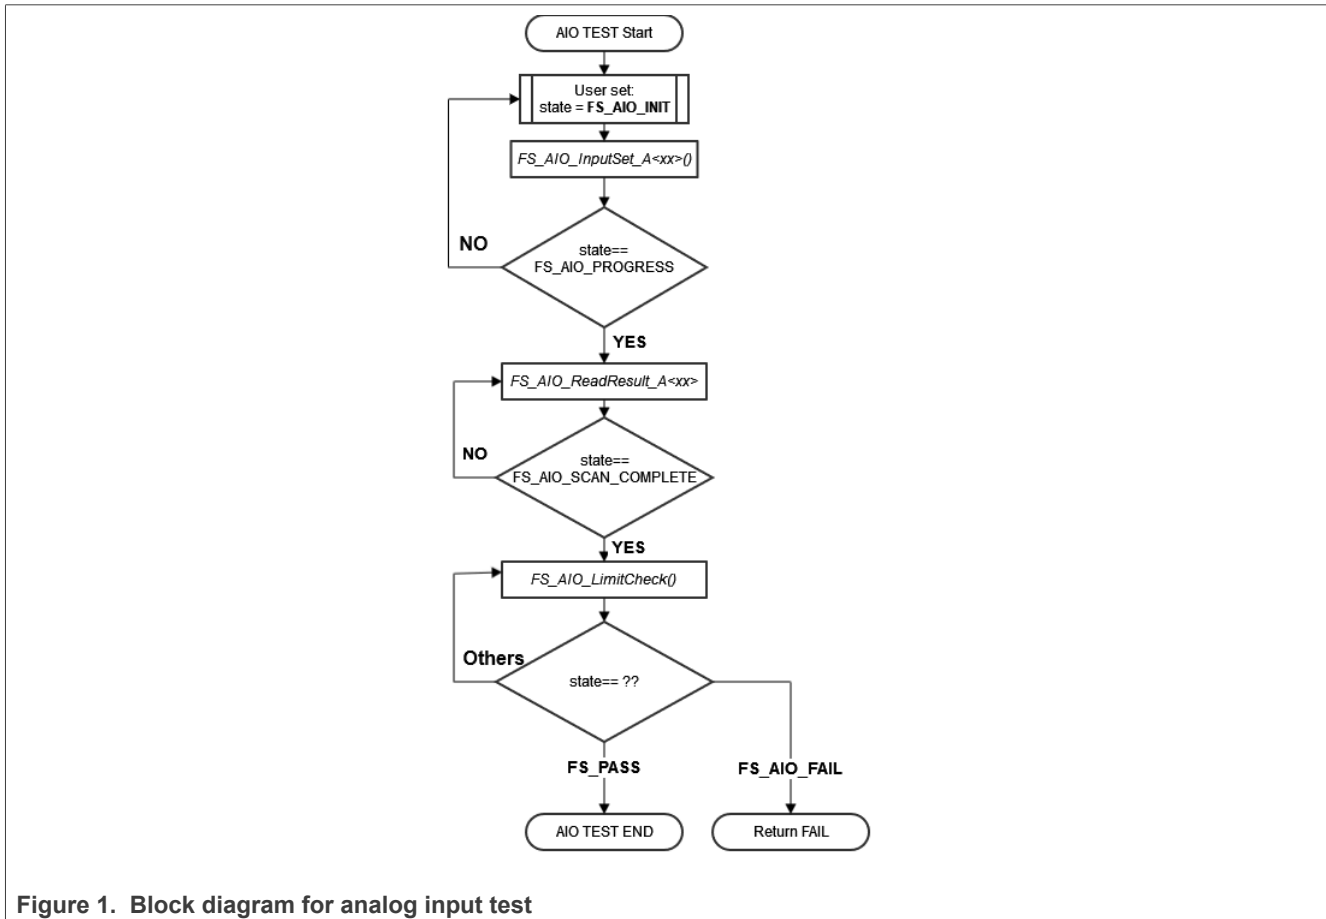 AIO TEST Start
User set:
state = FS_AIO_INIT
FS_AIO_InputSet_A<xx>()
NO
state==
FS_AIO_PROGRESS
YES
FS_AIO_ReadResult_A<xx>
NO
state==
FS_AIO_SCAN_COMPLETE
YES
FS_AIO_LimitCheck()
Others
state== ??
FS_PASS
FS_AIO_FAIL
AIO TEST END
Return FAIL
Figure 1. Block diagram for analog input test